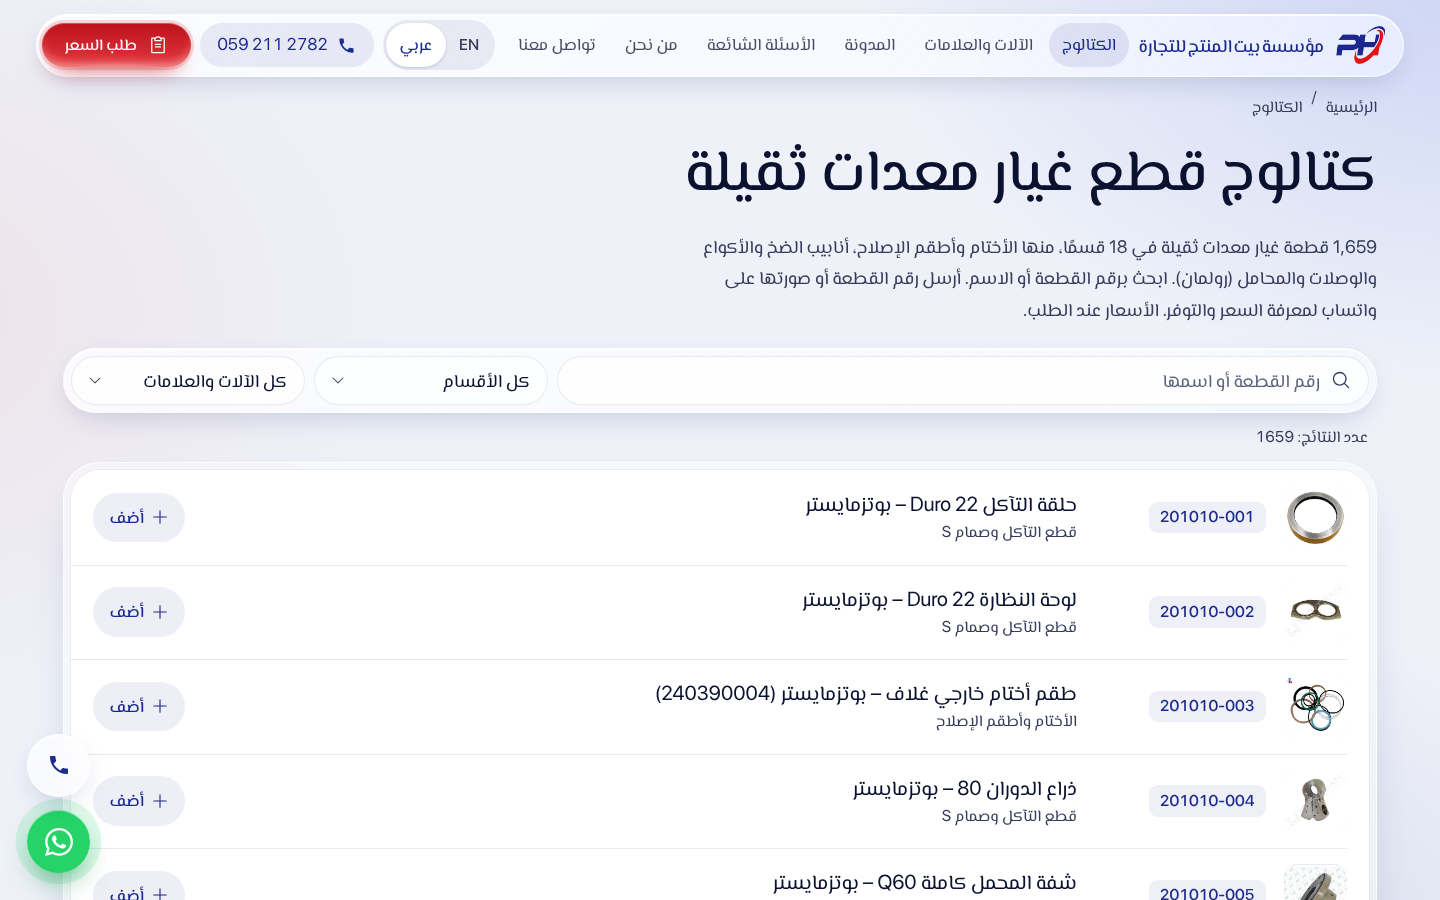 PH مؤسسة بيت المنتج للتجارة
الكتالوج
الآلات والعلامات
المدونة
الأسئلة الشائعة
من نحن
تواصل معنا
EN
عربي
059 211 2782
طلب السعر
الرئيسية / الكتالوج
كتالوج قطع غيار معدات ثقيلة
1,659 قطعة غيار معدات ثقيلة في 18 قسمًا، منها الأختام وأطقم الإصلاح، أنابيب الضخ والأكواع
والوصلات والمحامل (رولمان). ابحث برقم القطعة أو الاسم. أرسل رقم القطعة أو صورتها على
واتساب لمعرفة السعر والتوفر. الأسعار عند الطلب.
رقم القطعة أو اسمها
كل الأقسام
كل الآلات والعلامات
عدد النتائج: 1659
201010-001
حلقة التآكل Duro 22 – بوتزمايستر
قطع التآكل وصمام S
أضف
201010-002
لوحة النظارة Duro 22 – بوتزمايستر
قطع التآكل وصمام S
أضف
201010-003
طقم أختام خارجي غلاف – بوتزمايستر (240390004)
الأختام وأطقم الإصلاح
أضف
201010-004
ذراع الدوران 80 – بوتزمايستر
قطع التآكل وصمام S
أضف
201010-005
شفة المحمل كاملة Q60 – بوتزمايستر
أضف